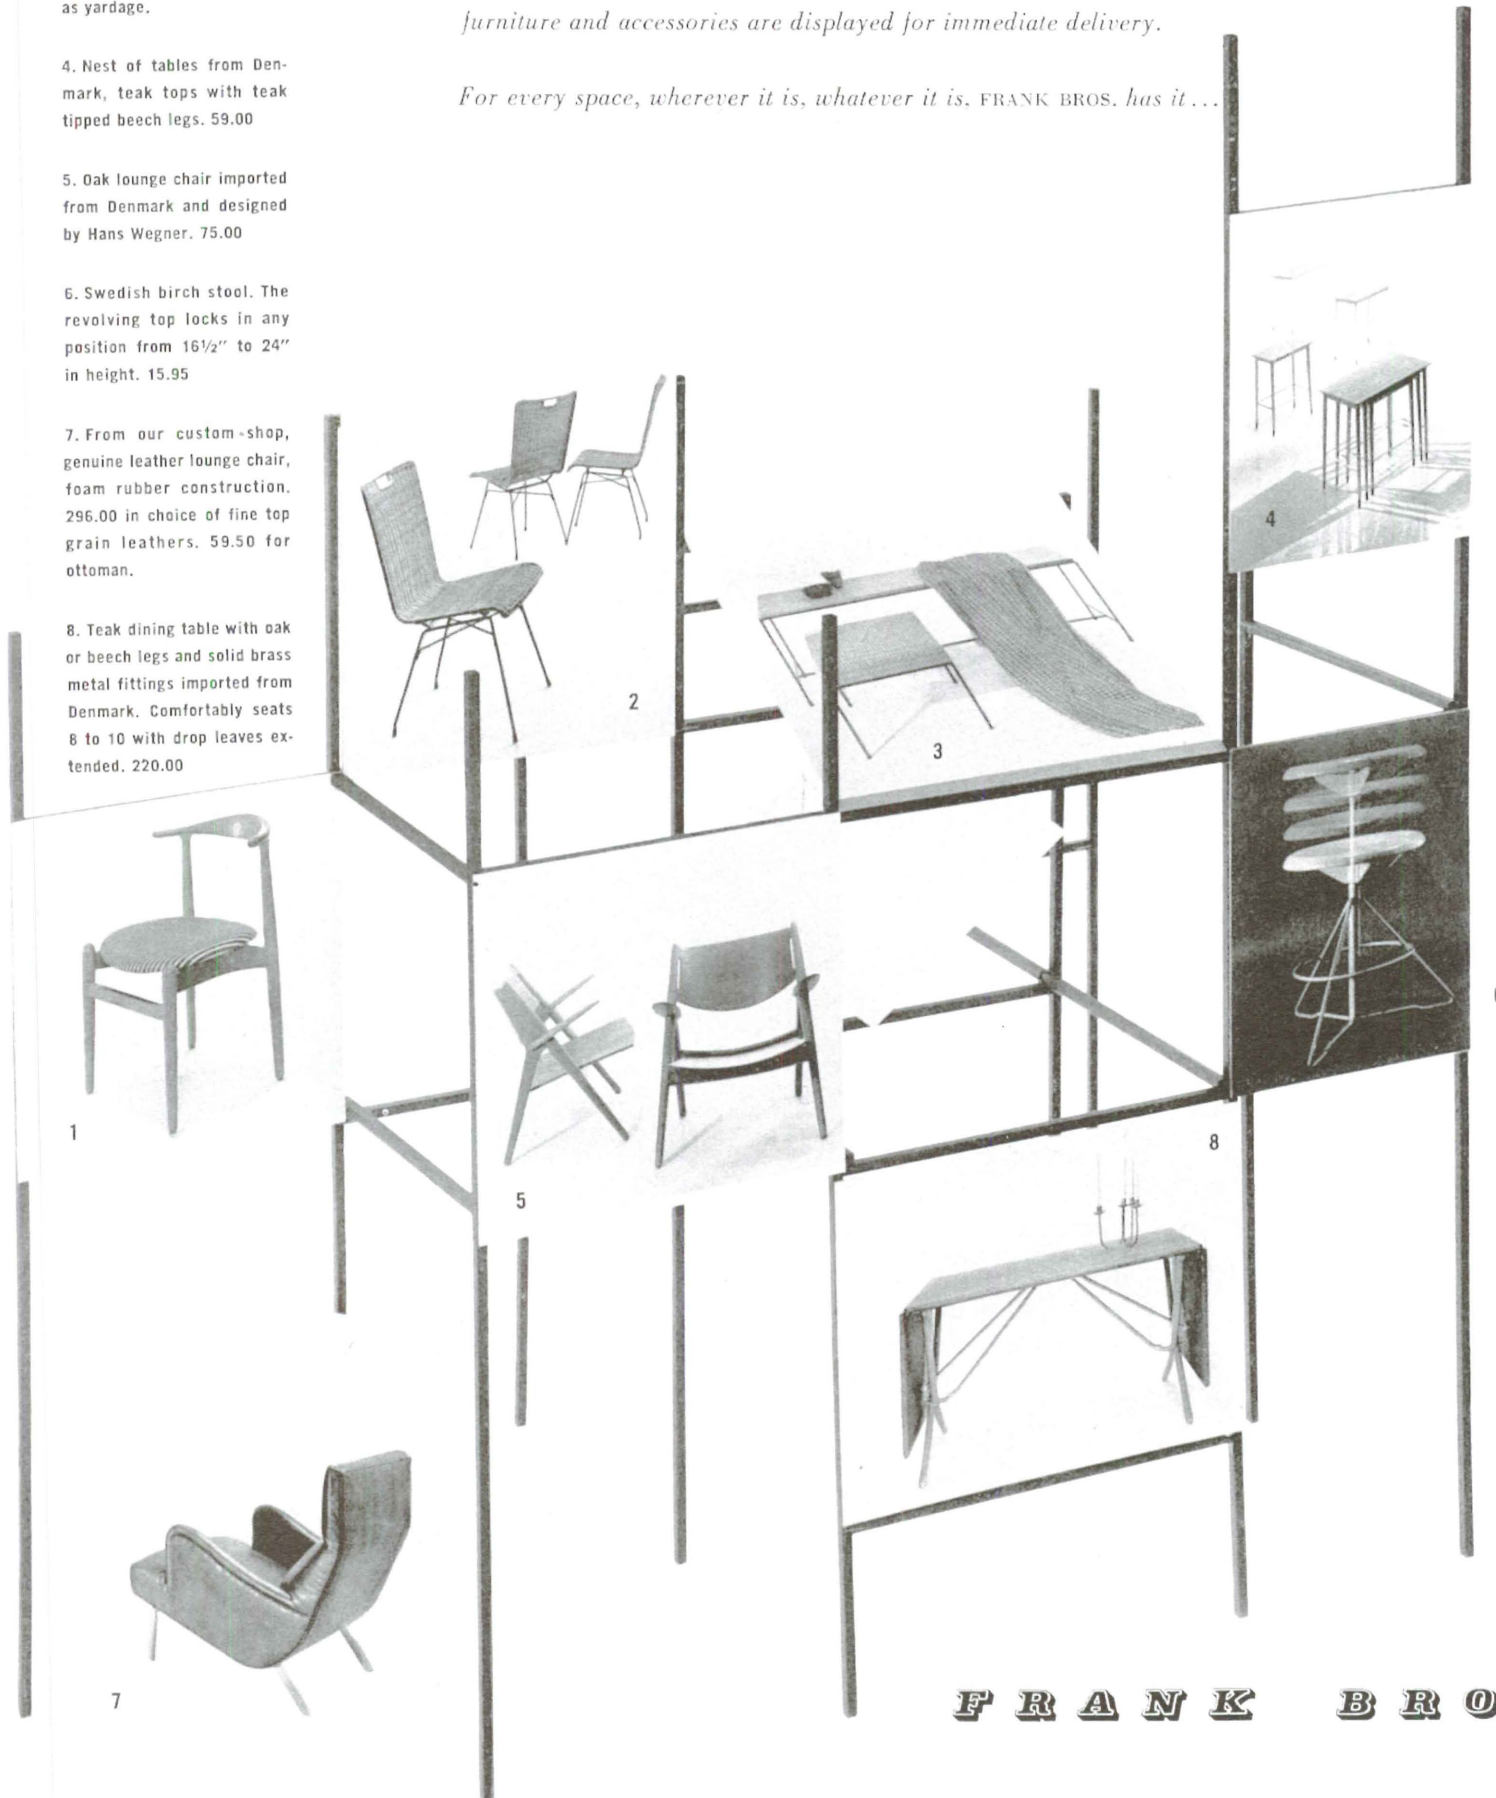 as yardage.
4. Nest of tables from Den-
mark, teak tops with teak
tipped beech legs. 59.00
5. Oak lounge chair imported
from Denmark and designed
by Hans Wegner. 75.00
6. Swedish birch stool. The
revolving top locks in any
position from 16½″ to 24″
in height. 15.95
7. From our custom-shop,
genuine leather lounge chair,
foam rubber construction.
296.00 in choice of fine top
grain leathers. 59.50 for
ottoman.
8. Teak dining table with oak
or beech legs and solid brass
metal fittings imported from
Denmark. Comfortably seats
8 to 10 with drop leaves ex-
tended. 220.00
furniture and accessories are displayed for immediate delivery.
For every space, wherever it is, whatever it is, FRANK BROS. has it...
4
2
3
1
5
8
7
FRANK BRO